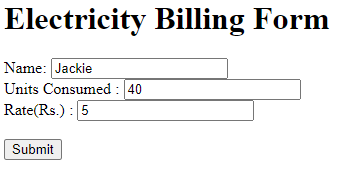 Electricity Billing Form
Name: Jackie
Units Consumed : 40
Rate(Rs.) : 5
Submit